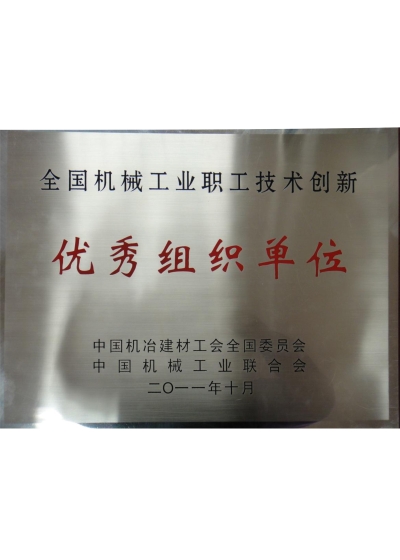 全国机械工业职工技术创新
优秀组织单位
中国机冶建材工会全国委员会
中国机械工业联合会
二〇一一年十月